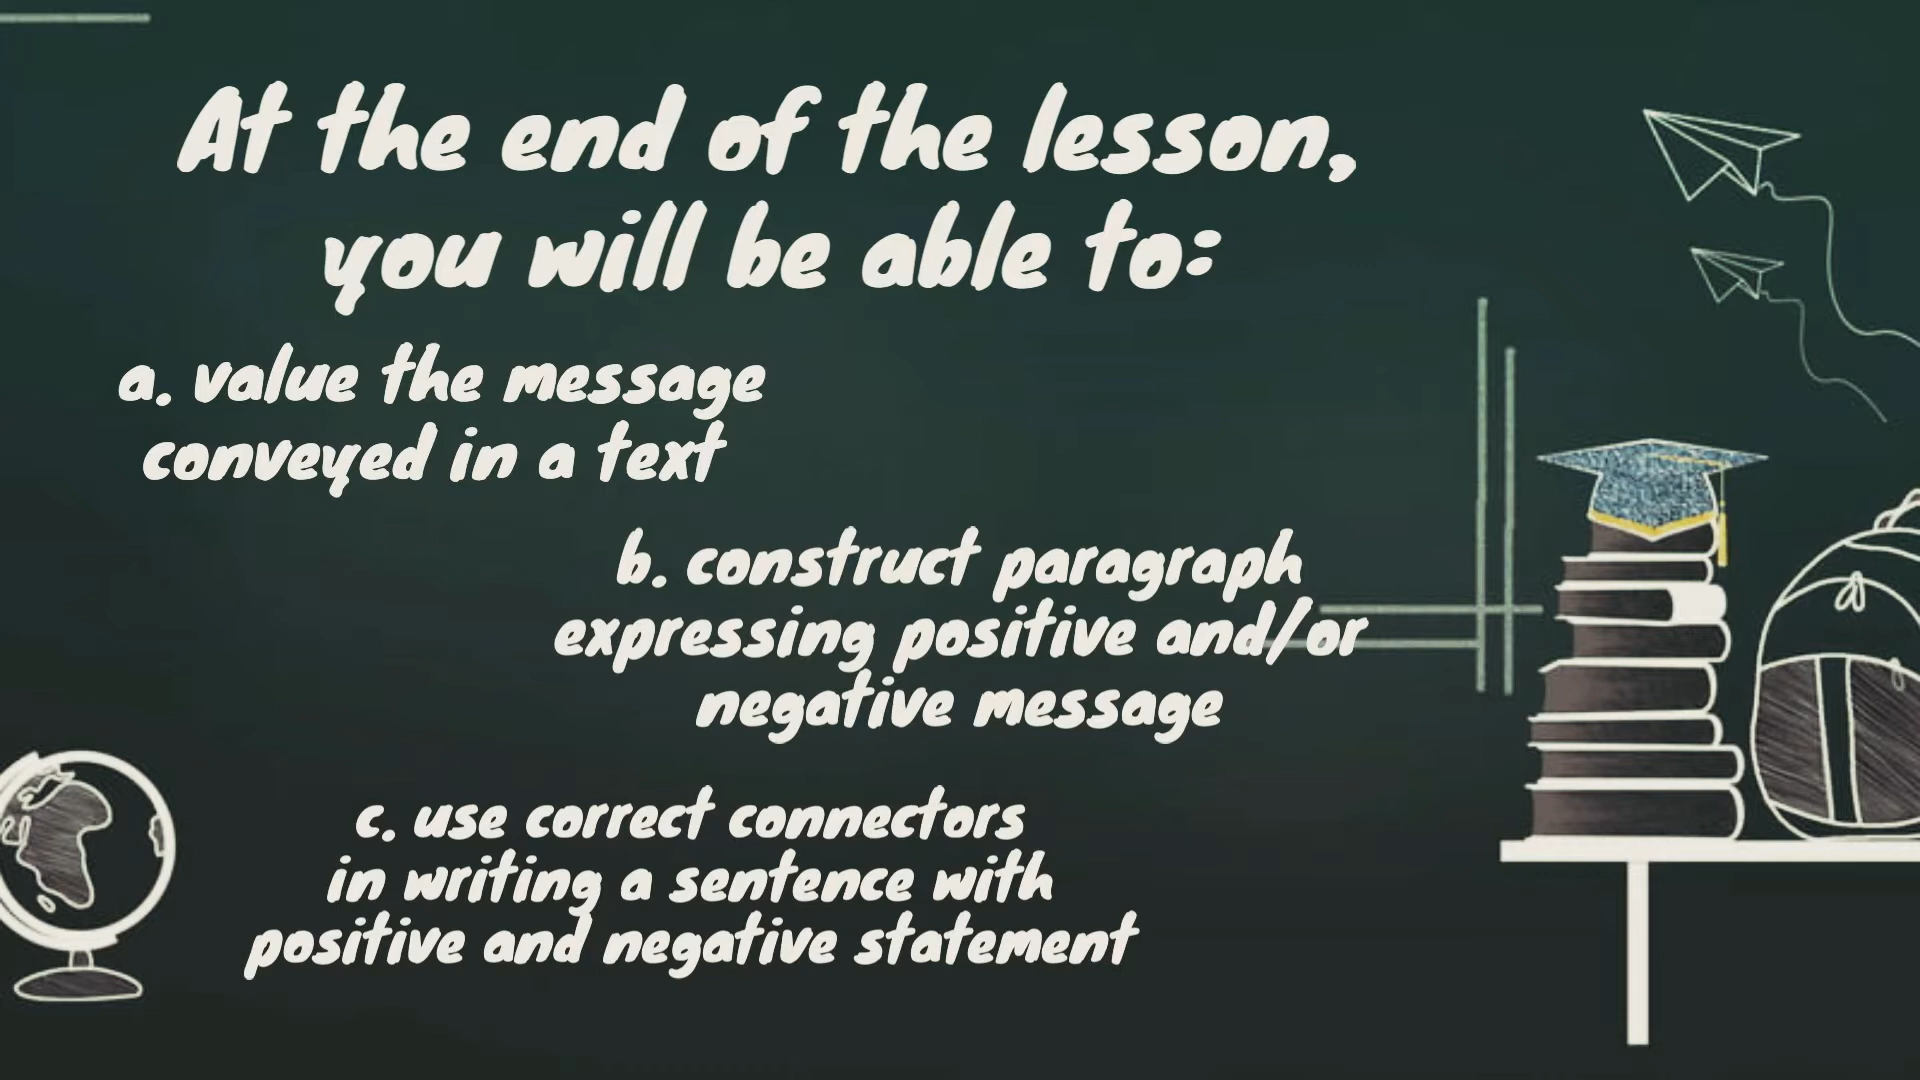 At the end of the lesson,
you will be able to:
a. value the message
conveyed in a text
b. construct paragraph
expressing positive and/or
negative message
c. use correct connectors
in writing a sentence with
positive and negative statement